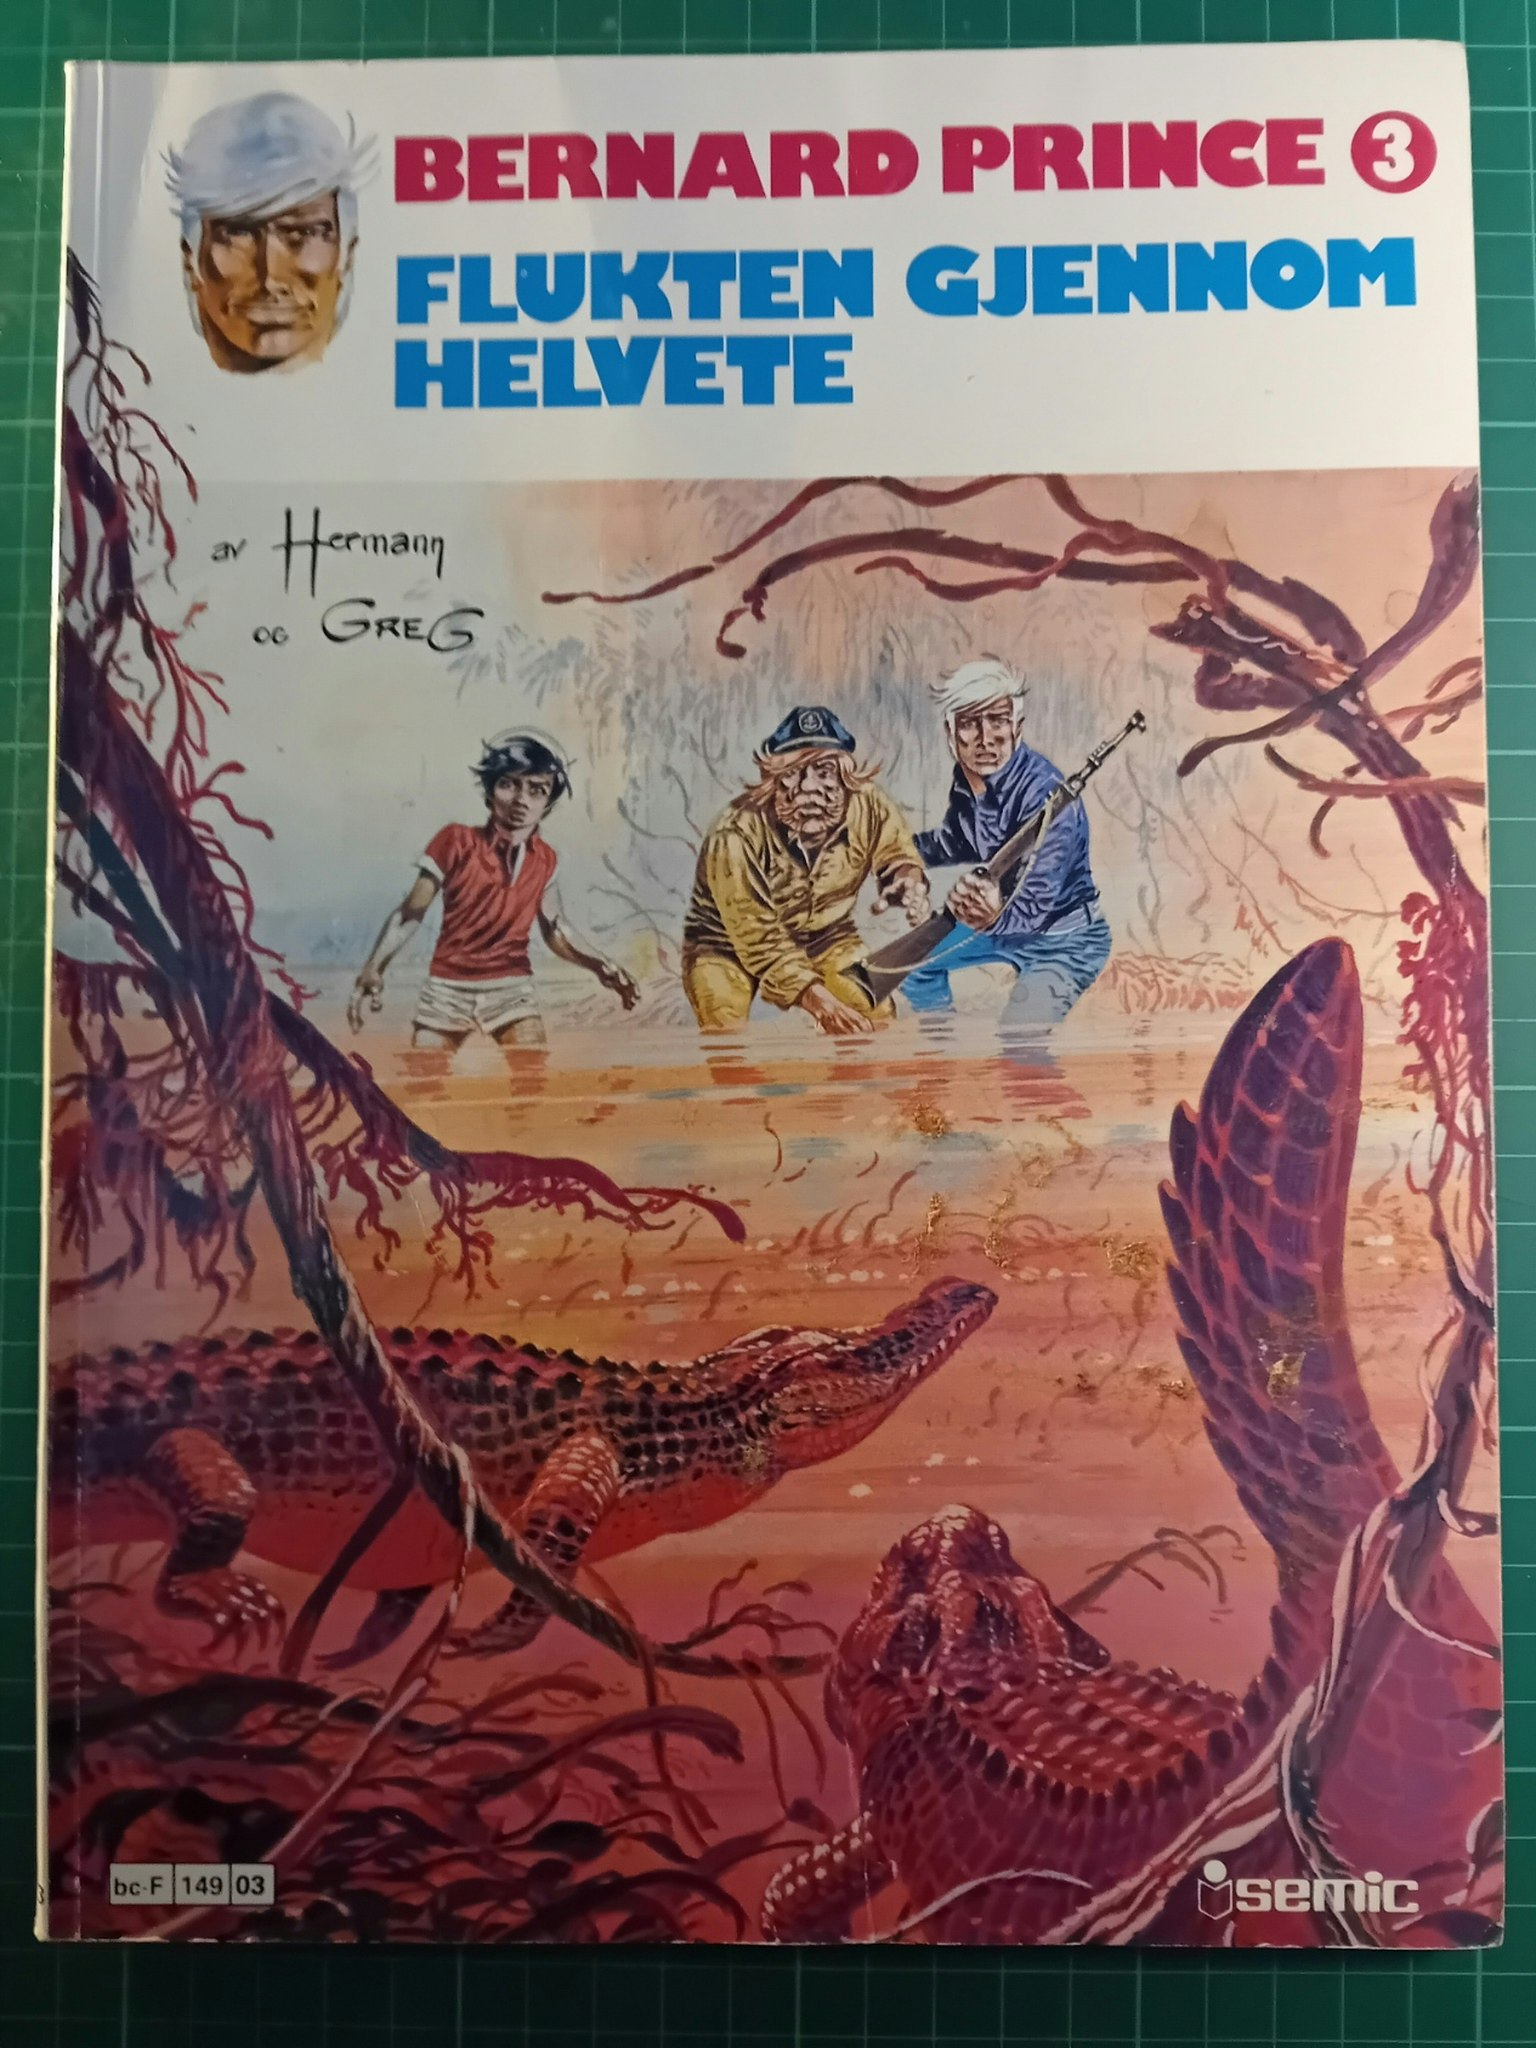 BERNARD PRINCE 3
FLUKTEN GJENNOM
HELVETE
av Hermann
og GREG
bc-F 149 03
semic